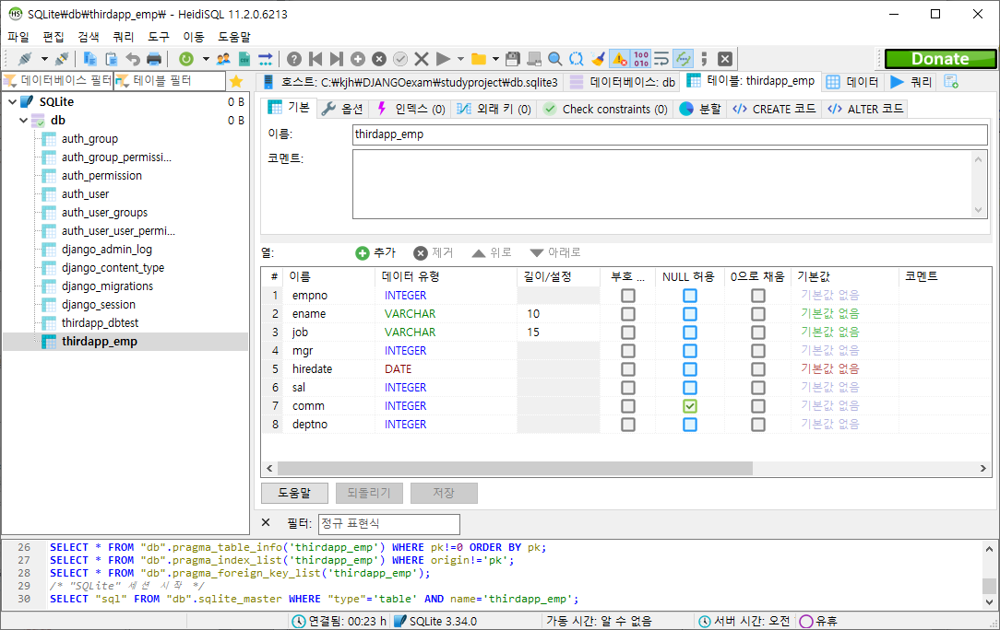 SQLite₩db₩thirdapp_emp₩ - HeidiSQL 11.2.0.6213
파일 편집 검색 쿼리 도구 이동 도움말
Donate
데이터베이스 필터 테이블 필터
호스트: C:₩kjh₩DJANGOexam₩studyproject₩db.sqlite3 데이터베이스: db 테이블: thirdapp_emp 데이터 쿼리
SQLite 0 B
db 0 B
auth_group
auth_group_permissi...
auth_permission
auth_user
auth_user_groups
auth_user_user_permi...
django_admin_log
django_content_type
django_migrations
django_session
thirdapp_dbtest
thirdapp_emp
기본 옵션 인덱스 (0) 외래 키 (0) Check constraints (0) 분할 CREATE 코드 ALTER 코드
이름: thirdapp_emp
코멘트:
열: 추가 제거 위로 아래로
# 이름 데이터 유형 길이/설정 부호 ... NULL 허용 0으로 채움 기본값 코멘트
1 empno INTEGER 기본값 없음
2 ename VARCHAR 10 기본값 없음
3 job VARCHAR 15 기본값 없음
4 mgr INTEGER 기본값 없음
5 hiredate DATE 기본값 없음
6 sal INTEGER 기본값 없음
7 comm INTEGER 기본값 없음
8 deptno INTEGER 기본값 없음
도움말 되돌리기 저장
필터: 정규 표현식
26 SELECT * FROM "db".pragma_table_info('thirdapp_emp') WHERE pk!=0 ORDER BY pk;
27 SELECT * FROM "db".pragma_index_list('thirdapp_emp') WHERE origin!='pk';
28 SELECT * FROM "db".pragma_foreign_key_list('thirdapp_emp');
29 /* "SQLite" 세션 시작 */
30 SELECT "sql" FROM "db".sqlite_master WHERE "type"='table' AND name='thirdapp_emp';
연결됨: 00:23 h SQLite 3.34.0 가동 시간: 알 수 없음 서버 시간: 오전 유휴